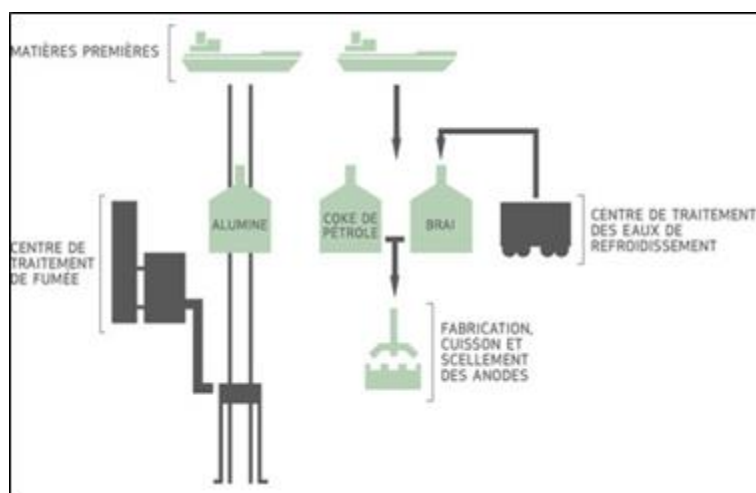 MATIÈRES PREMIÈRES
ALUMINE
COKE DE
PÉTROLE
BRAI
CENTRE DE TRAITEMENT
DES EAUX DE
REFROIDISSEMENT
CENTRE DE
TRAITEMENT
DE FUMÉE
FABRICATION,
CUISSON ET
SCELLEMENT
DES ANODES